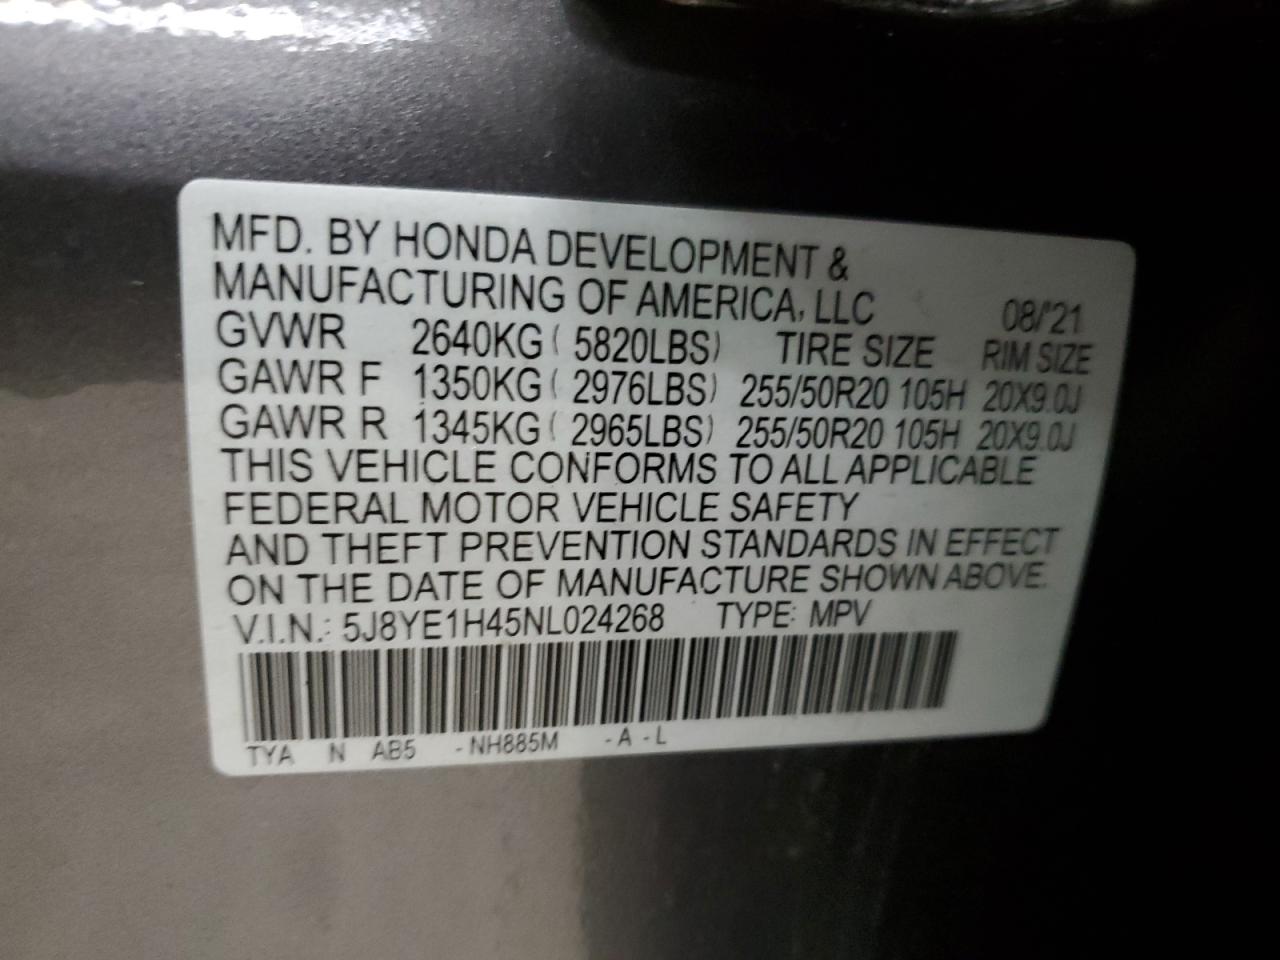 MFD. BY HONDA DEVELOPMENT &
MANUFACTURING OF AMERICA, LLC 08/'21
GVWR 2640KG ( 5820LBS) TIRE SIZE RIM SIZE
GAWR F 1350KG ( 2976LBS) 255/50R20 105H 20X9.0J
GAWR R 1345KG ( 2965LBS) 255/50R20 105H 20X9.0J
THIS VEHICLE CONFORMS TO ALL APPLICABLE
FEDERAL MOTOR VEHICLE SAFETY
AND THEFT PREVENTION STANDARDS IN EFFECT
ON THE DATE OF MANUFACTURE SHOWN ABOVE.
V.I.N.: 5J8YE1H45NL024268 TYPE: MPV
TYA N AB5 -NH885M -A -L